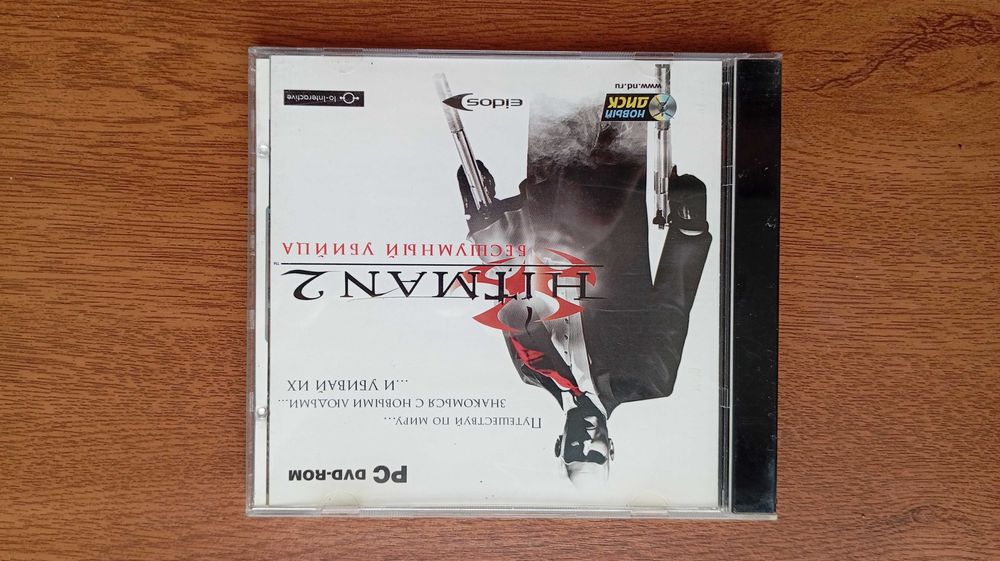 PC DVD-ROM
Путешествуй по миру...
знакомься с новыми людьми...
...и убивай их
HITMAN 2™
БЕСШУМНЫЙ УБИЙЦА
НОВЫЙ
ДИСК
www.nd.ru
eidos
io-interactive